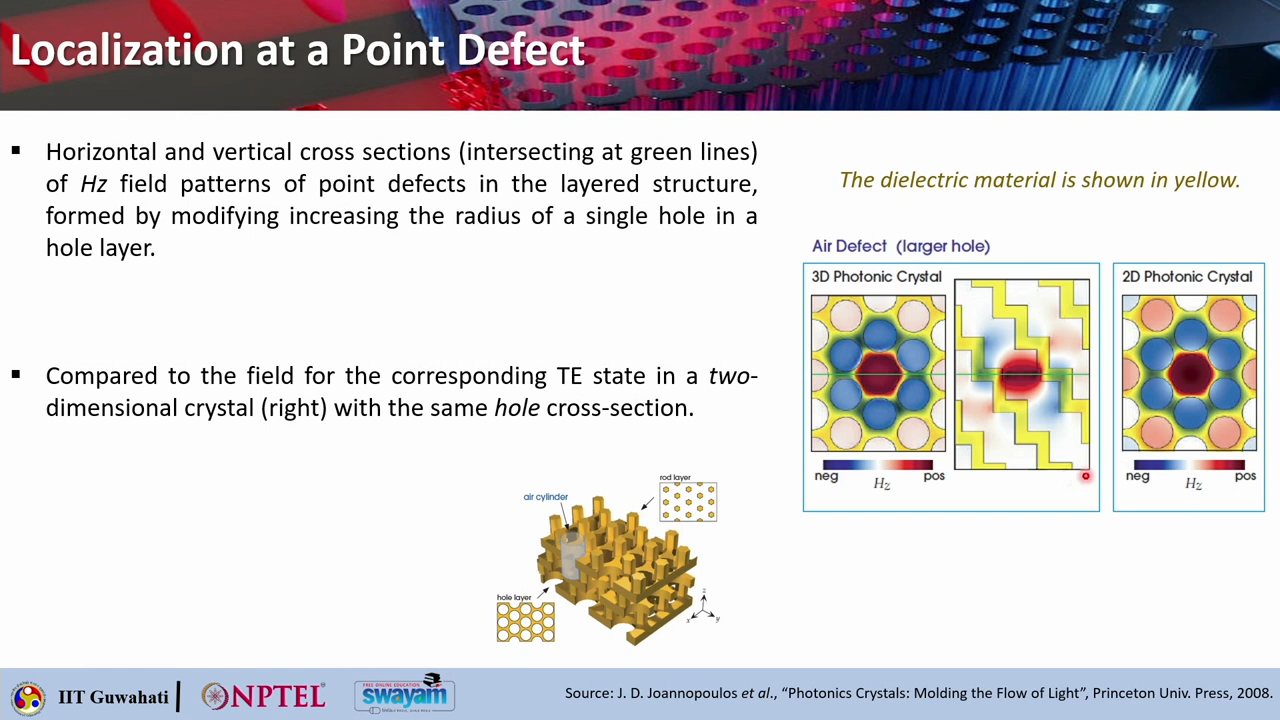 Localization at a Point Defect
▪ Horizontal and vertical cross sections (intersecting at green lines)
of Hz field patterns of point defects in the layered structure,
formed by modifying increasing the radius of a single hole in a
hole layer.
▪ Compared to the field for the corresponding TE state in a two-
dimensional crystal (right) with the same hole cross-section.
The dielectric material is shown in yellow.
Air Defect (larger hole)
3D Photonic Crystal
neg Hz pos
2D Photonic Crystal
neg Hz pos
rod layer
air cylinder
hole layer
z
x y
IIT Guwahati
NPTEL
FREE ONLINE EDUCATION
swayam
Source: J. D. Joannopoulos et al., “Photonics Crystals: Molding the Flow of Light”, Princeton Univ. Press, 2008.